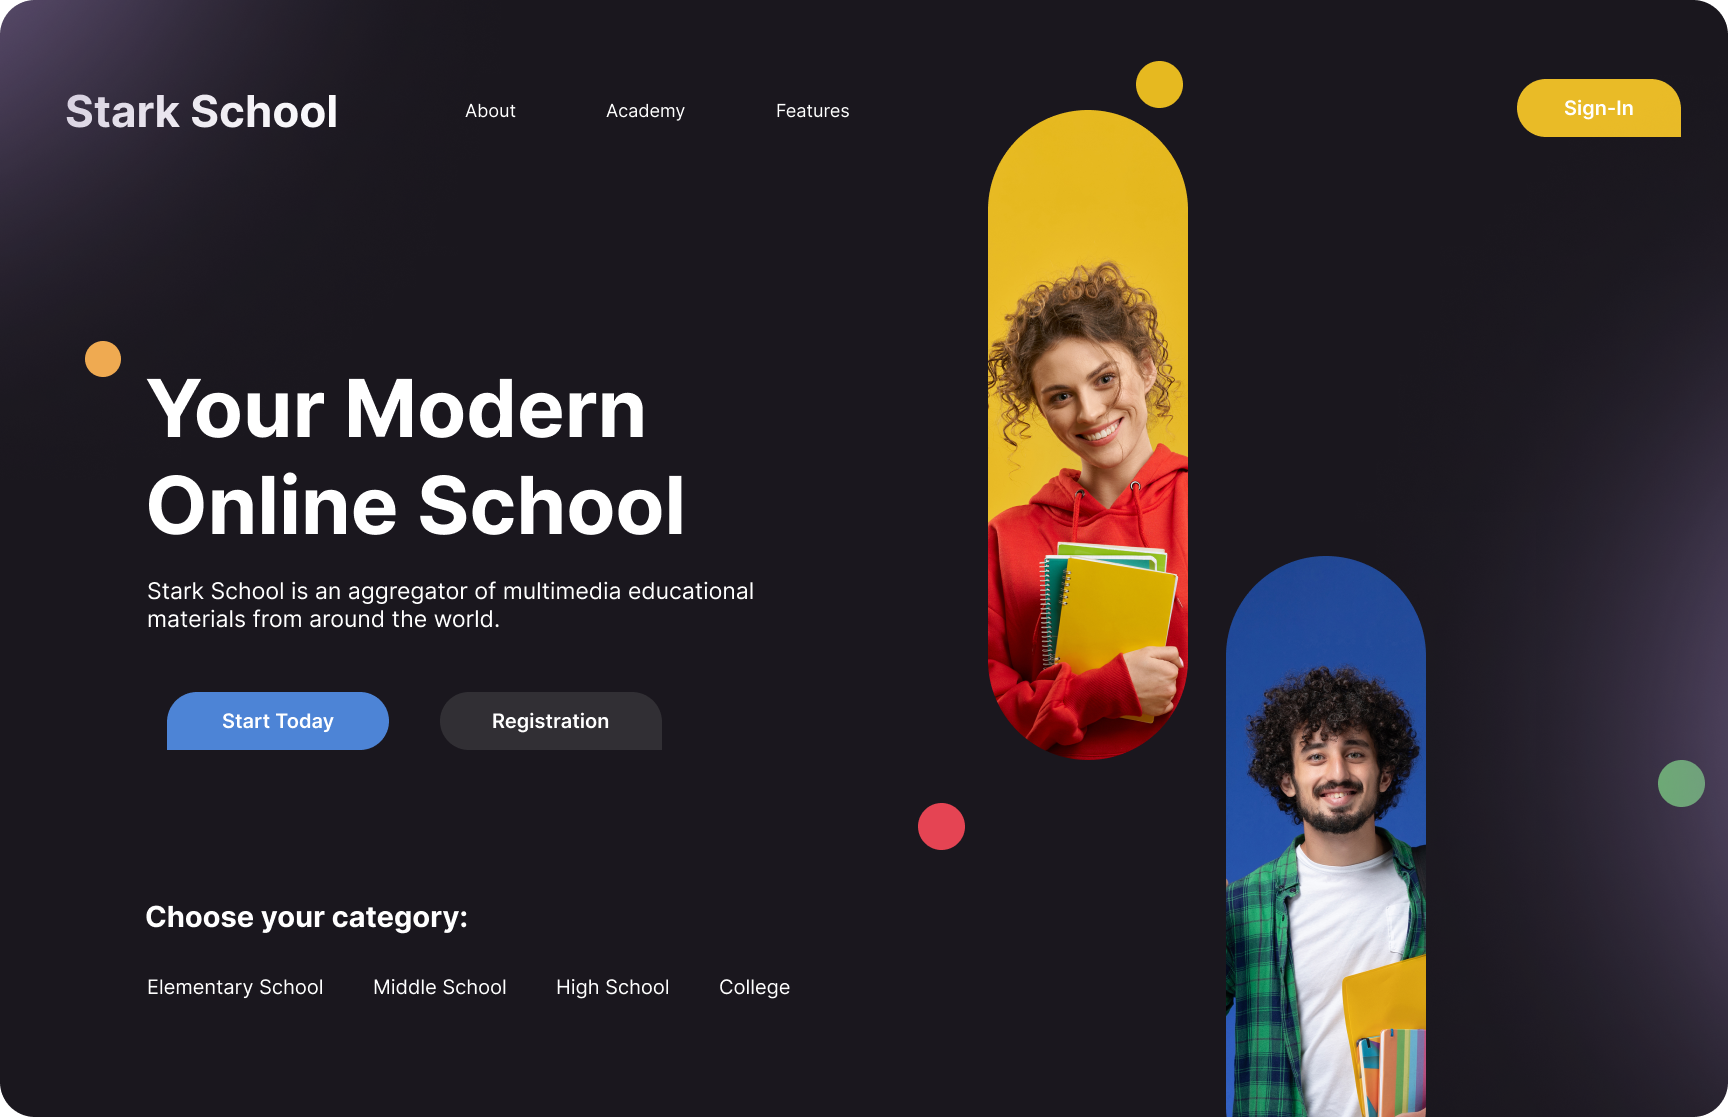 Stark School
About
Academy
Features
Sign-In
Your Modern
Online School
Stark School is an aggregator of multimedia educational
materials from around the world.
Start Today
Registration
Choose your category:
Elementary School
Middle School
High School
College